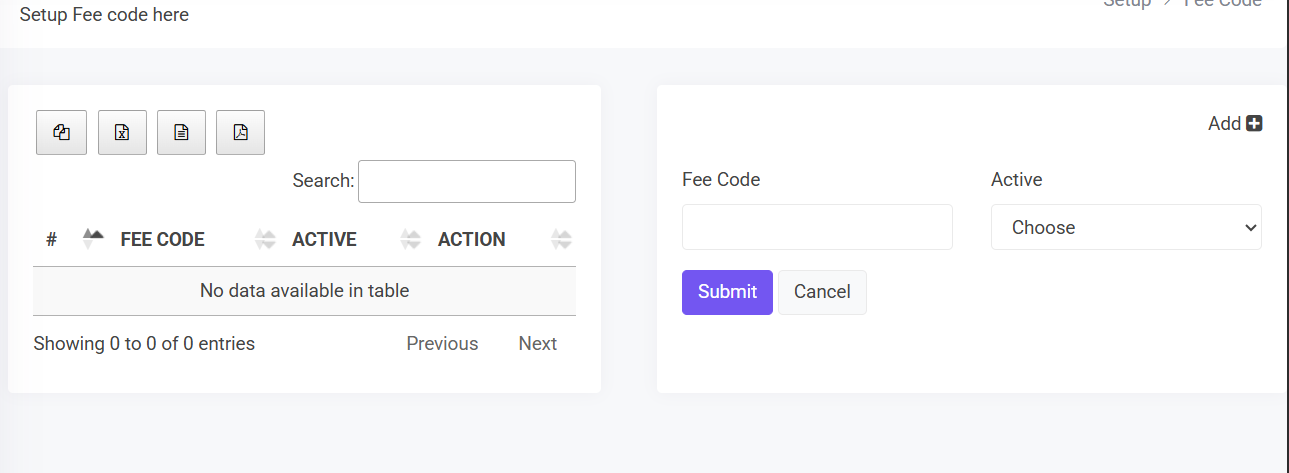 Setup Fee code here
Setup > Fee Code
Search:
# FEE CODE ACTIVE ACTION
No data available in table
Showing 0 to 0 of 0 entries
Previous Next
Add
Fee Code Active
Choose
Submit Cancel